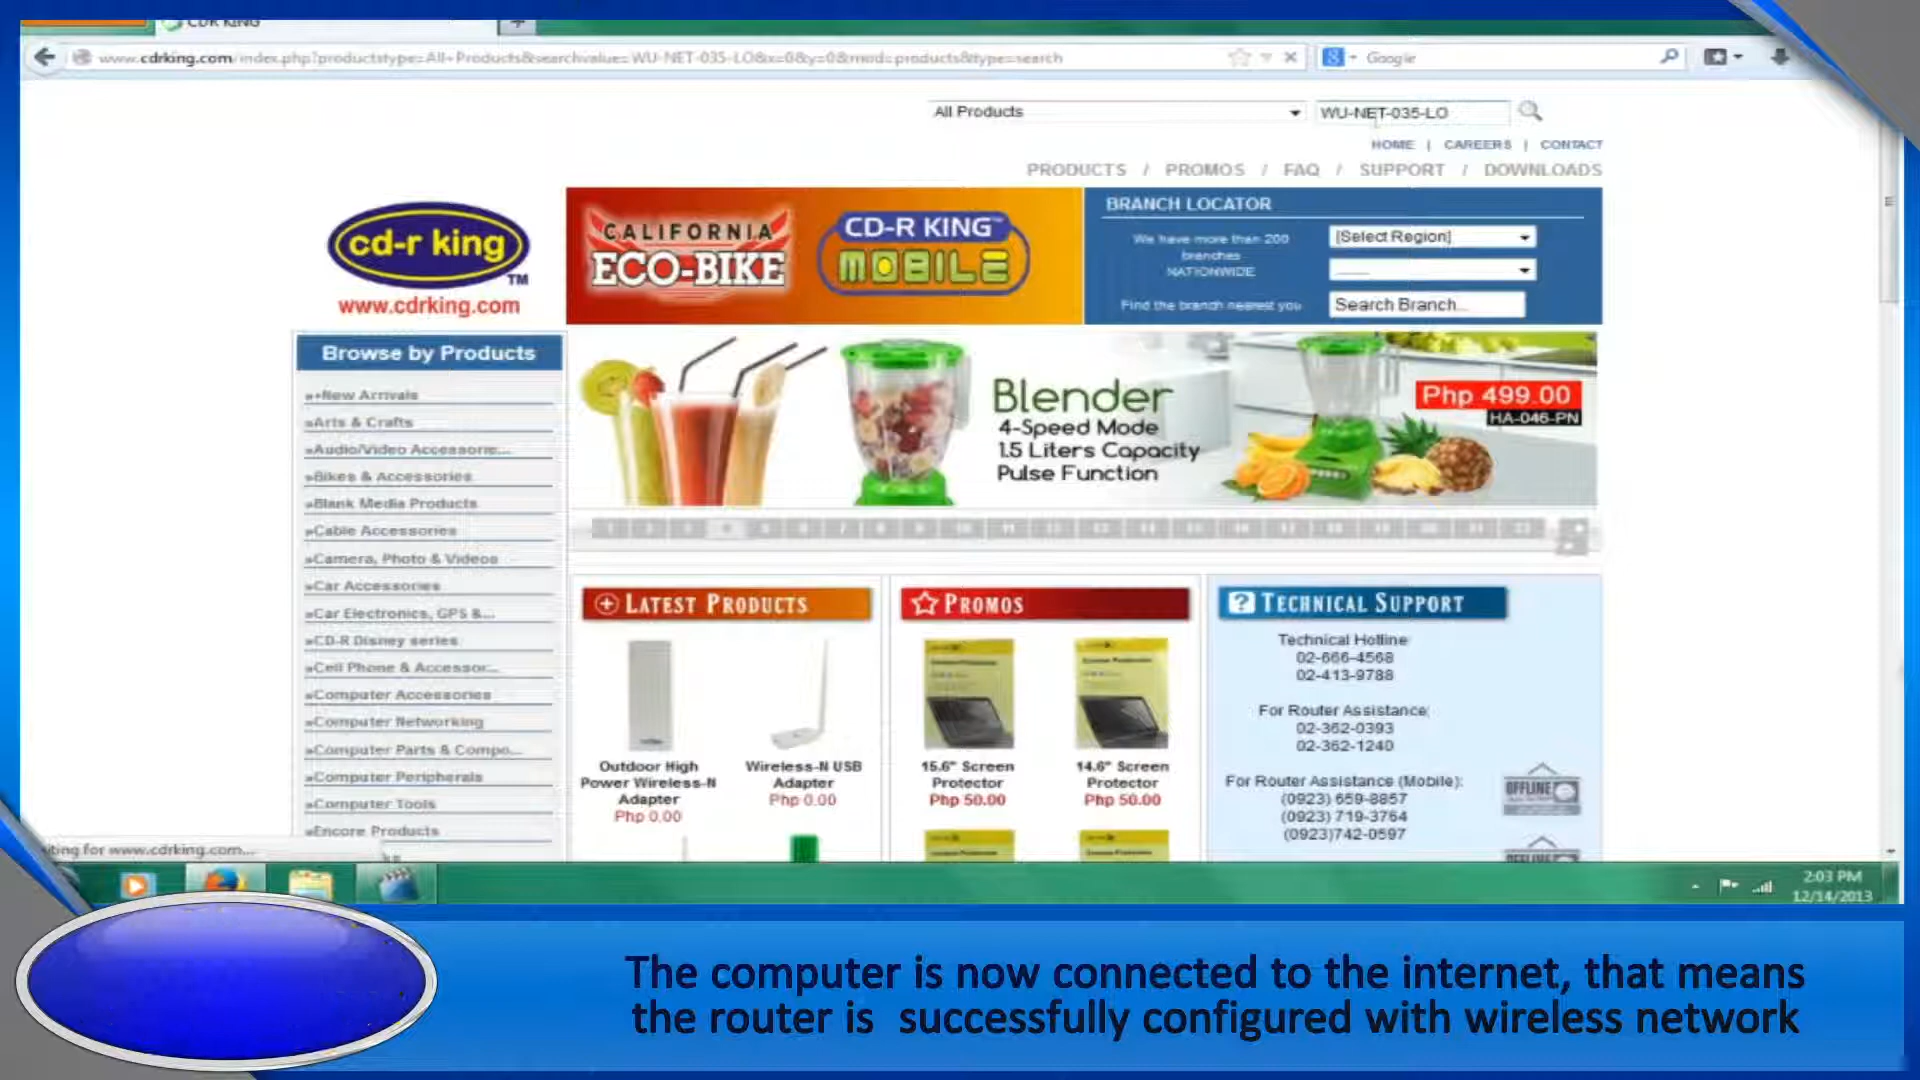 CD-R KING
www.cdrking.com/index.php?productstype=All+Products&searchvalue=WU-NET-035-LO&x=0&y=0&mod=products&type=search
Google
All Products
WU-NET-035-LO
HOME | CAREERS | CONTACT
PRODUCTS / PROMOS / FAQ / SUPPORT / DOWNLOADS
cd-r king
TM
www.cdrking.com
CALIFORNIA
ECO-BIKE
CD-R KING™
MOBILE
BRANCH LOCATOR
We have more than 200
branches
NATIONWIDE
[Select Region]
Find the branch nearest you
Search Branch...
Browse by Products
»+New Arrivals
»Arts & Crafts
»Audio/Video Accessorie...
»Bikes & Accessories
»Blank Media Products
»Cable Accessories
»Camera, Photo & Videos
»Car Accessories
»Car Electronics, GPS &...
»CD-R Disney series
»Cell Phone & Accessor...
»Computer Accessories
»Computer Networking
»Computer Parts & Compo...
»Computer Peripherals
»Computer Tools
»Encore Products
Blender
4-Speed Mode
1.5 Liters Capacity
Pulse Function
Php 499.00
HA-046-PN
LATEST PRODUCTS
Outdoor High
Power Wireless-N
Adapter
Php 0.00
Wireless-N USB
Adapter
Php 0.00
PROMOS
15.6" Screen
Protector
Php 50.00
14.6" Screen
Protector
Php 50.00
TECHNICAL SUPPORT
Technical Hotline:
02-666-4568
02-413-9788
For Router Assistance:
02-362-0393
02-362-1240
For Router Assistance (Mobile):
(0923) 659-8857
(0923) 719-3764
(0923)742-0597
OFFLINE
OFFLINE
iting for www.cdrking.com...
2:03 PM
12/14/2013
The computer is now connected to the internet, that means
the router is successfully configured with wireless network